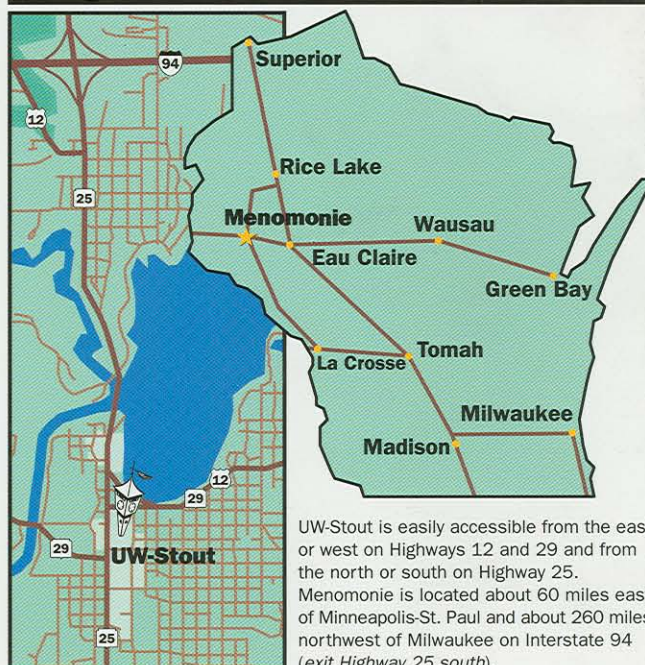 94
Superior
12
25
Rice Lake
Menomonie
Wausau
Eau Claire
Green Bay
La Crosse
Tomah
Milwaukee
Madison
12
29
29
UW-Stout
25
UW-Stout is easily accessible from the eas
or west on Highways 12 and 29 and from
the north or south on Highway 25.
Menomonie is located about 60 miles eas
of Minneapolis-St. Paul and about 260 miles
northwest of Milwaukee on Interstate 94
(exit Highway 25 south)